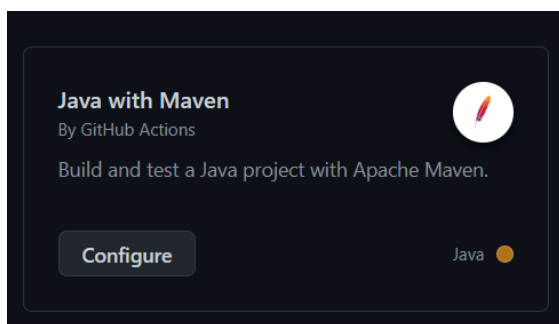 Java with Maven
By GitHub Actions
Build and test a Java project with Apache Maven.
Configure
Java